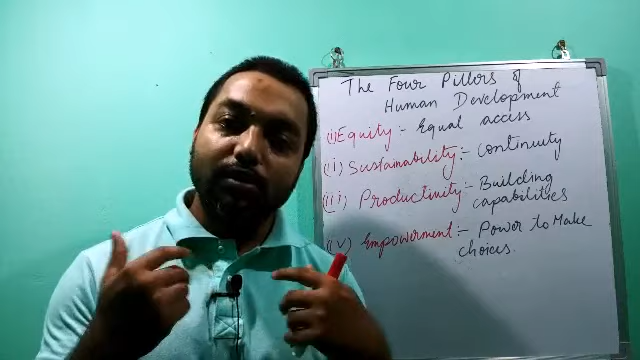 The Four Pillors of
Human Development
(i) Equity :- Equal access
(ii) Sustainability :- continuity
(iii) Productivity :- Building
capabilities
(iv) Empowerment :- Power to Make
choices.